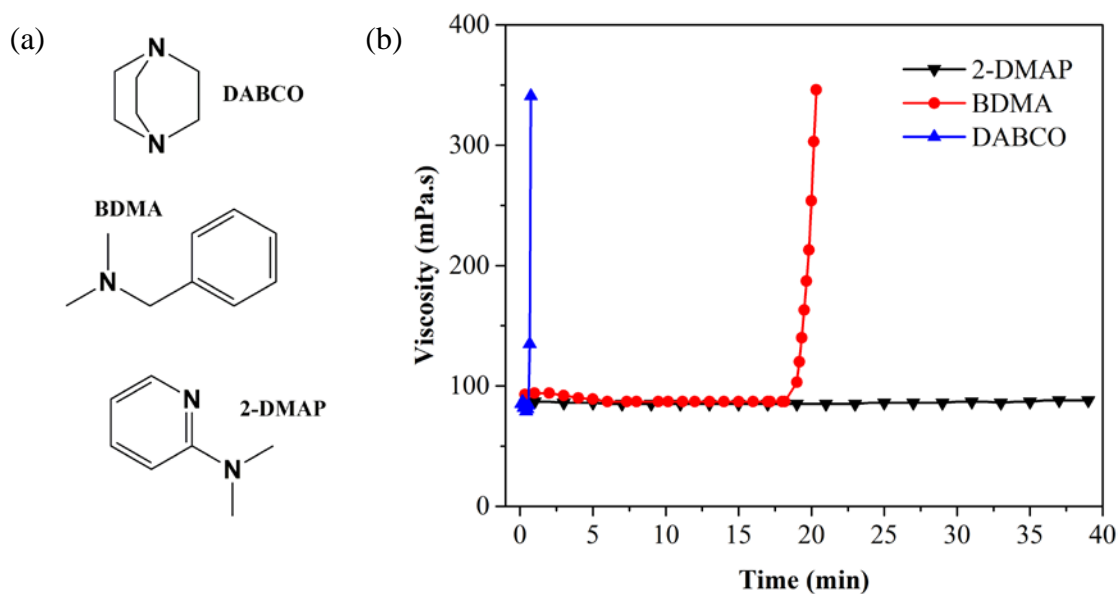 (a)
N
DABCO
N
BDMA
N
N
2-DMAP
N
(b)
400
300
200
100
0
Viscosity (mPa.s)
2-DMAP
BDMA
DABCO
0 5 10 15 20 25 30 35 40
Time (min)